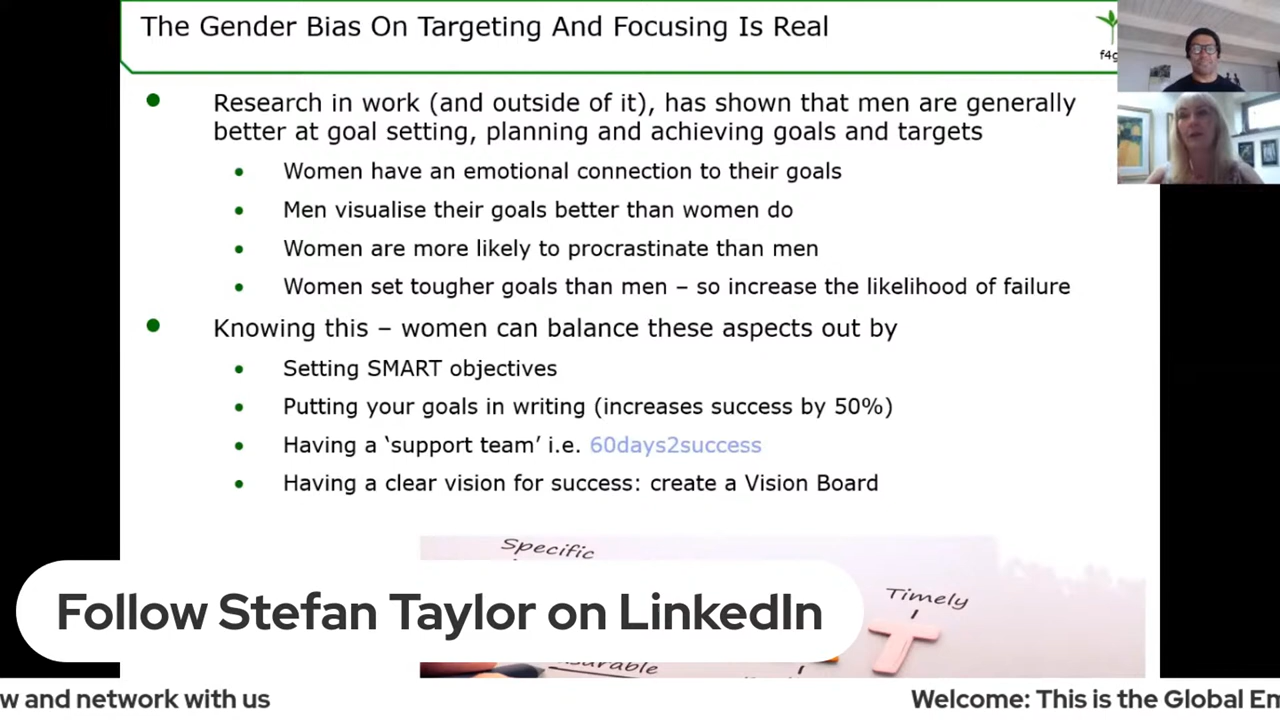 The Gender Bias On Targeting And Focusing Is Real
Research in work (and outside of it), has shown that men are generally
better at goal setting, planning and achieving goals and targets
Women have an emotional connection to their goals
Men visualise their goals better than women do
Women are more likely to procrastinate than men
Women set tougher goals than men – so increase the likelihood of failure
Knowing this – women can balance these aspects out by
Setting SMART objectives
Putting your goals in writing (increases success by 50%)
Having a ‘support team’ i.e. 60days2success
Having a clear vision for success: create a Vision Board
Specific
Timely
T
Follow Stefan Taylor on LinkedIn
and network with us
Welcome: This is the Global